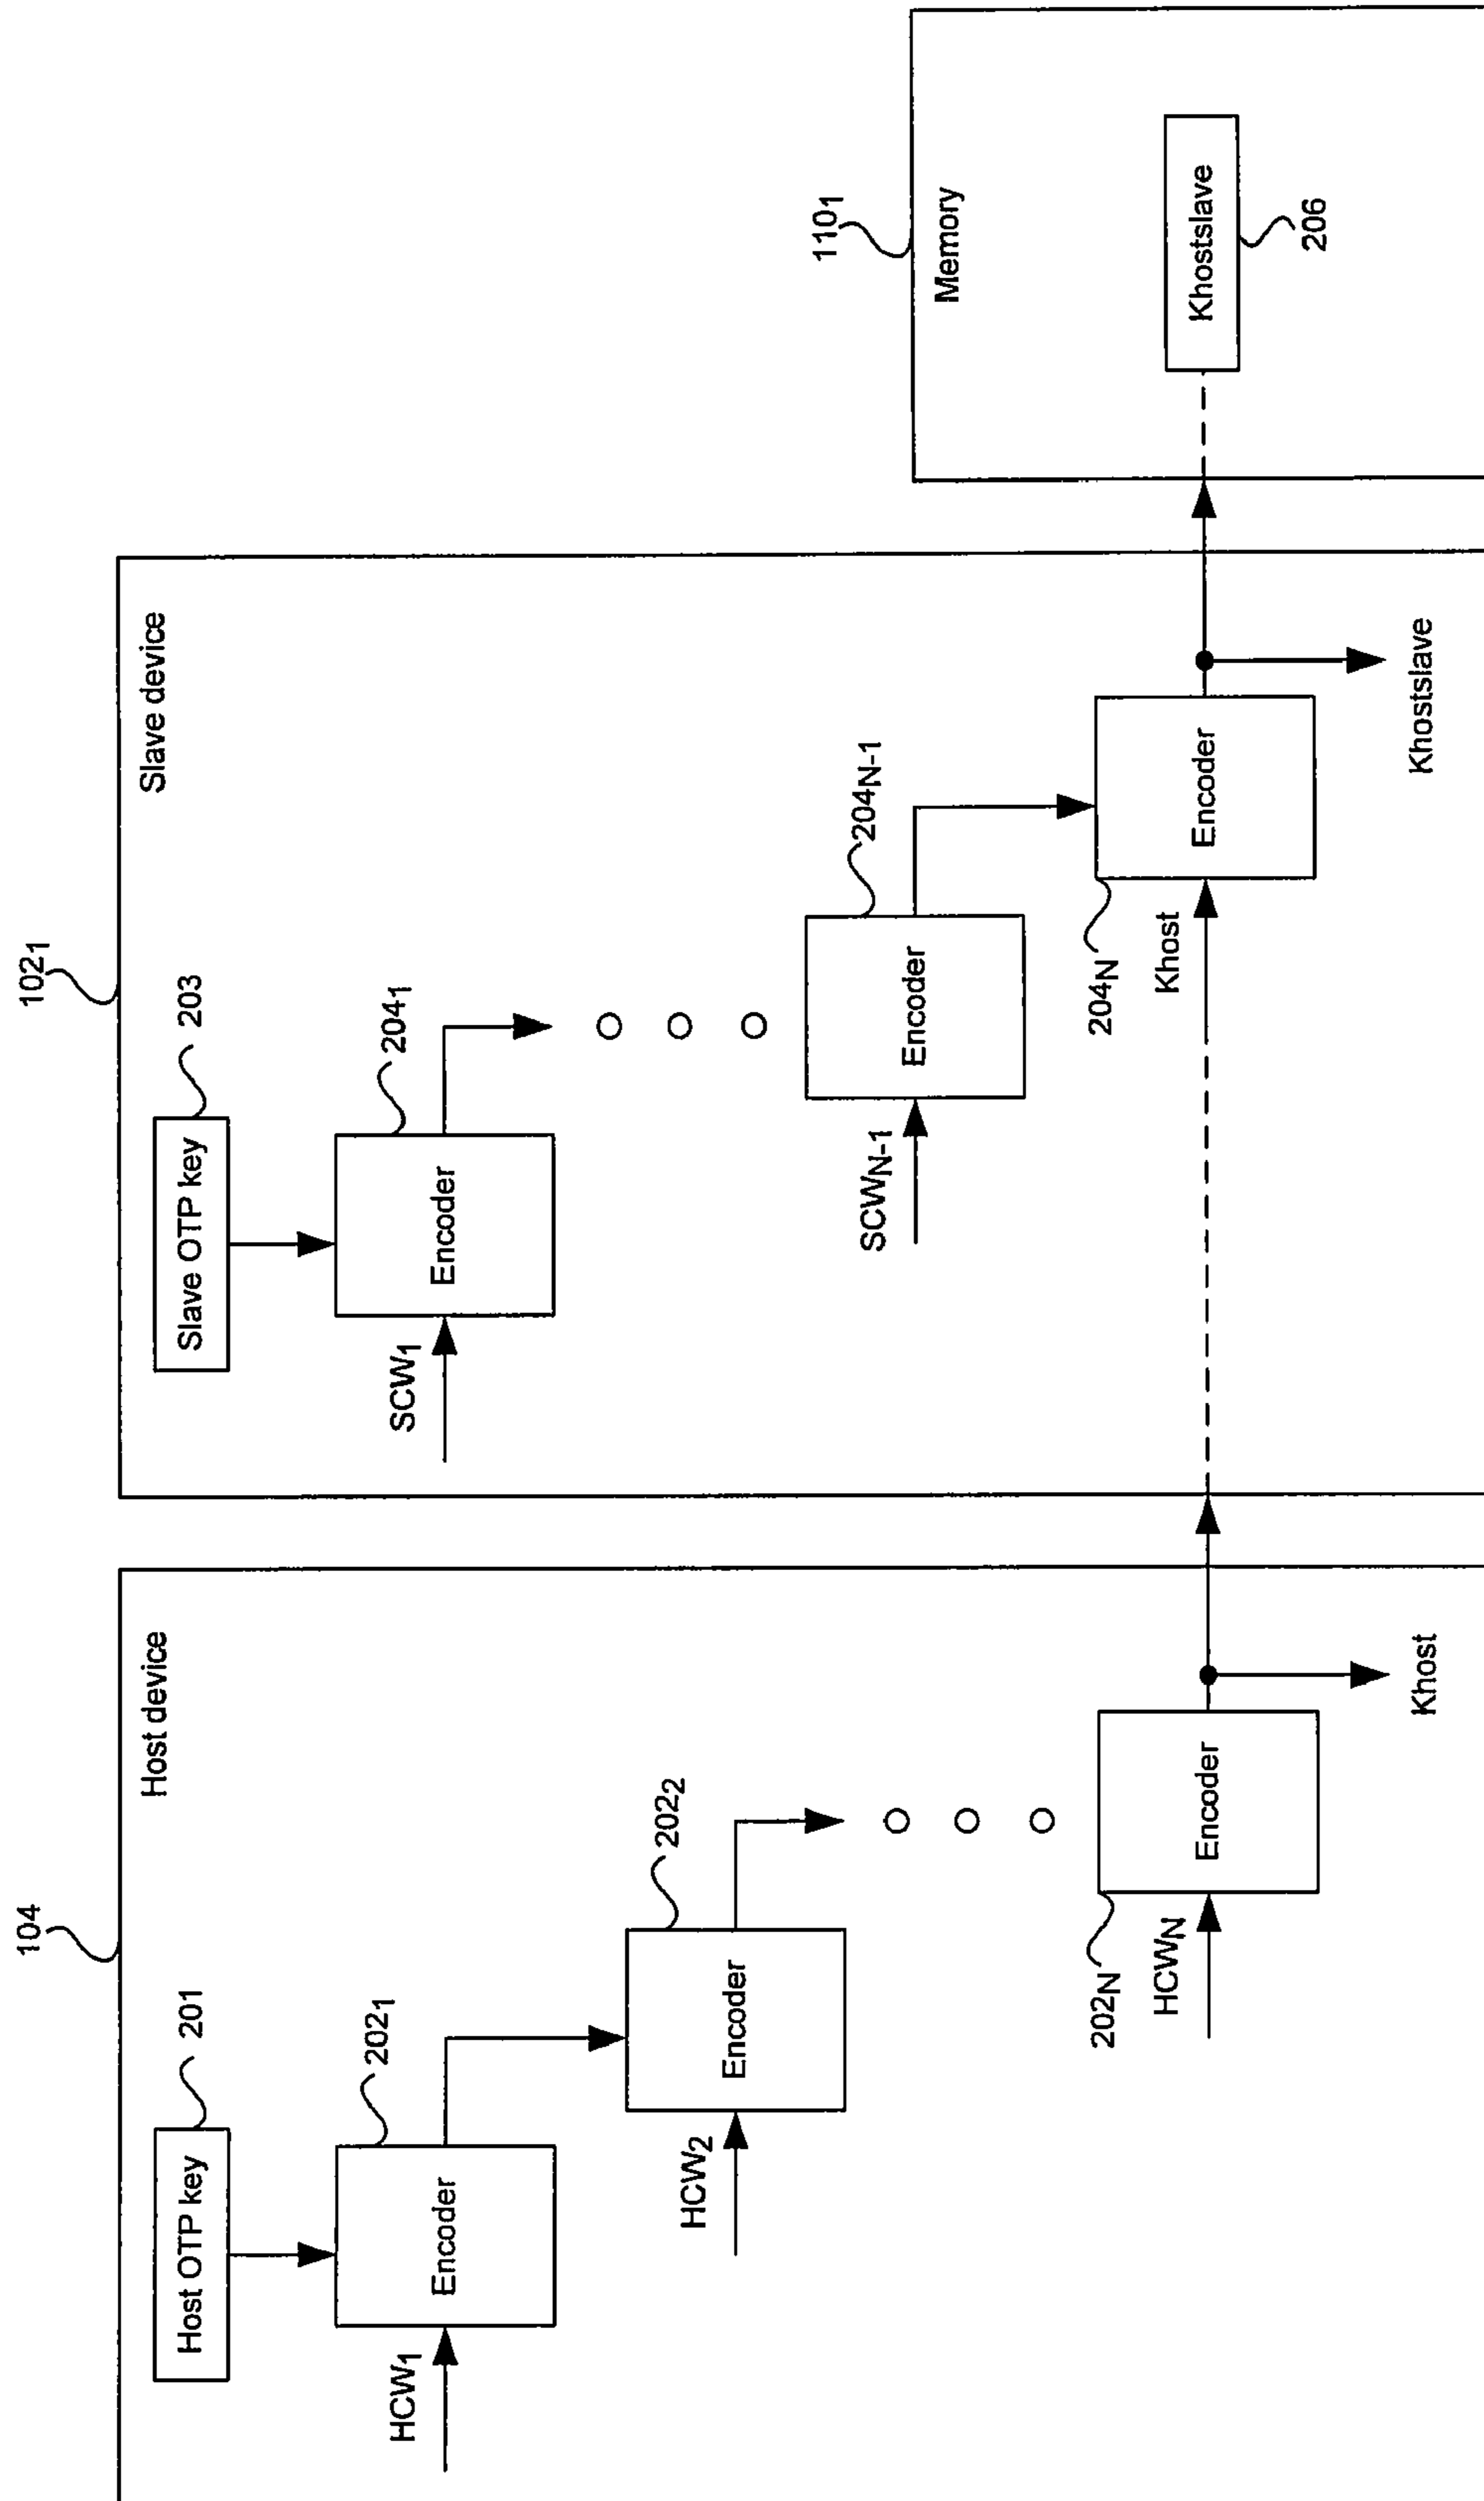 104
Host device
Host OTP key
201
HCW1
Encoder
2021
HCW2
Encoder
2022
HCWN
Encoder
202N
Khost
1021
Slave device
Slave OTP key
203
SCW1
Encoder
2041
SCWN-1
Encoder
204N-1
Khost
Encoder
204N
Khostslave
1101
Memory
Khostslave
206